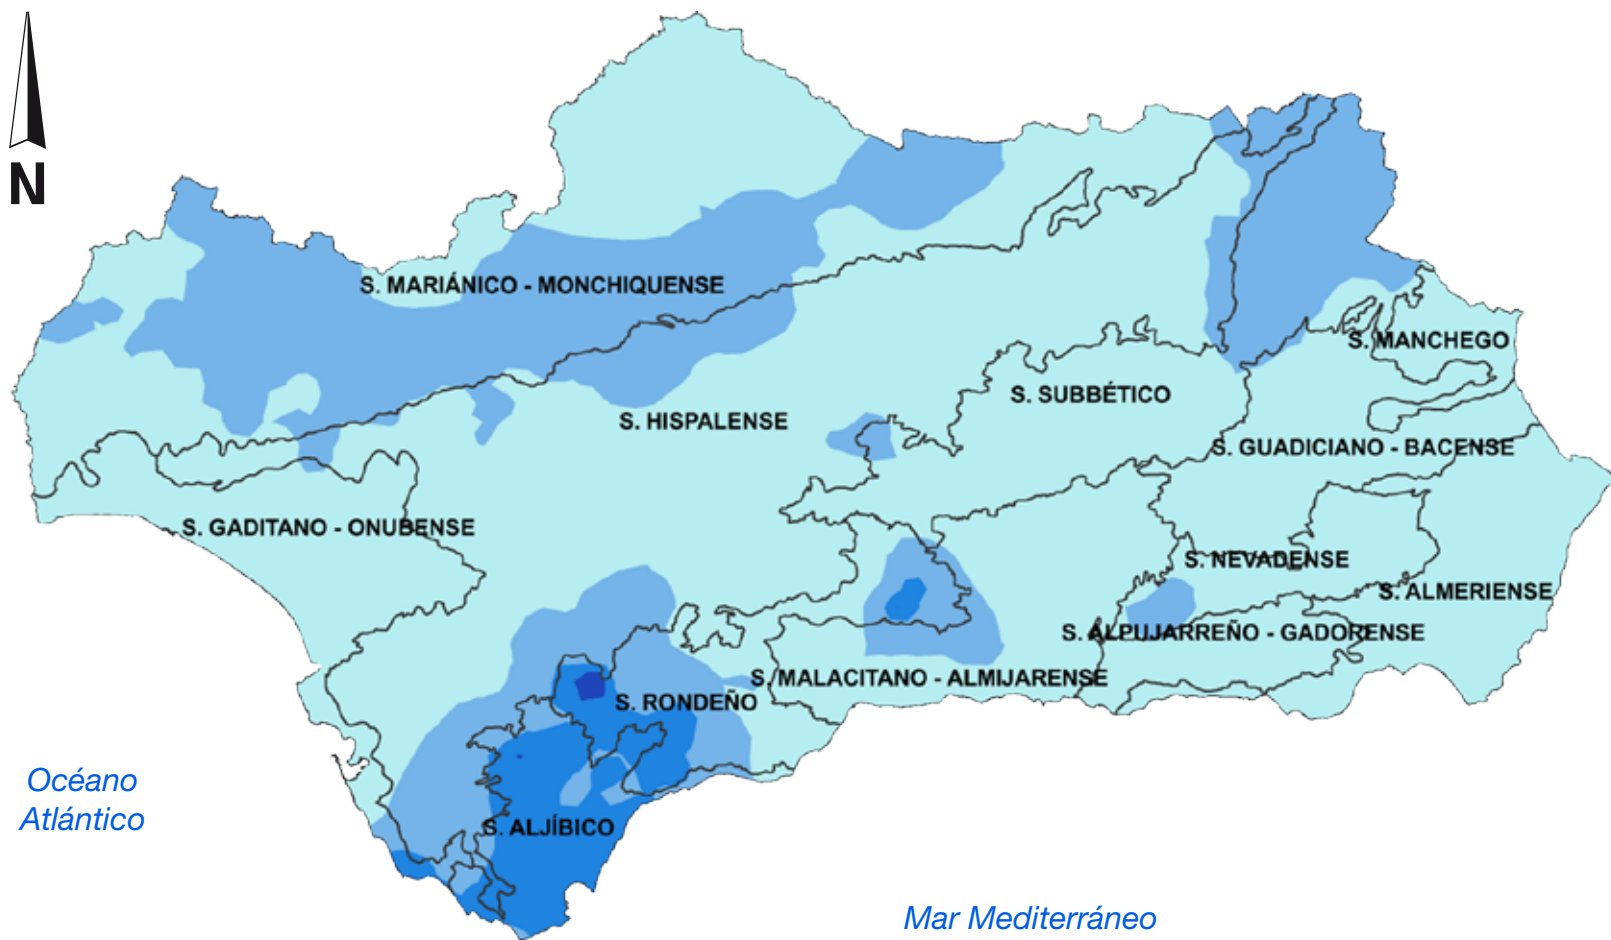 N
S. MARIÁNICO - MONCHIQUENSE
S. MANCHEGO
S. SUBBÉTICO
S. HISPALENSE
S. GUADICIANO - BACENSE
S. GADITANO - ONUBENSE
S. NEVADENSE
S. ALMERIENSE
S. ALPUJARREÑO - GADORENSE
S. MALACITANO - ALMIJARENSE
S. RONDEÑO
Océano
Atlántico
S. ALJÍBICO
Mar Mediterráneo